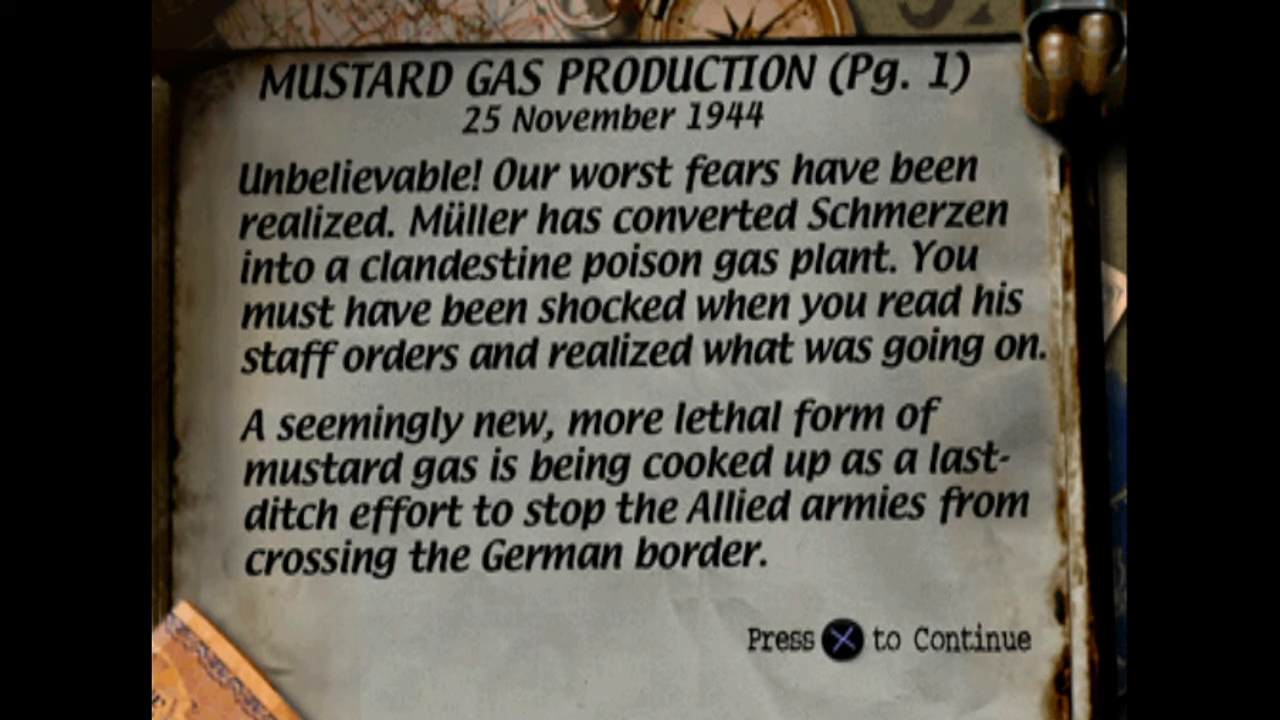 MUSTARD GAS PRODUCTION (Pg. 1)
25 November 1944
Unbelievable! Our worst fears have been
realized. Müller has converted Schmerzen
into a clandestine poison gas plant. You
must have been shocked when you read his
staff orders and realized what was going on.
A seemingly new, more lethal form of
mustard gas is being cooked up as a last-
ditch effort to stop the Allied armies from
crossing the German border.
Press X to Continue